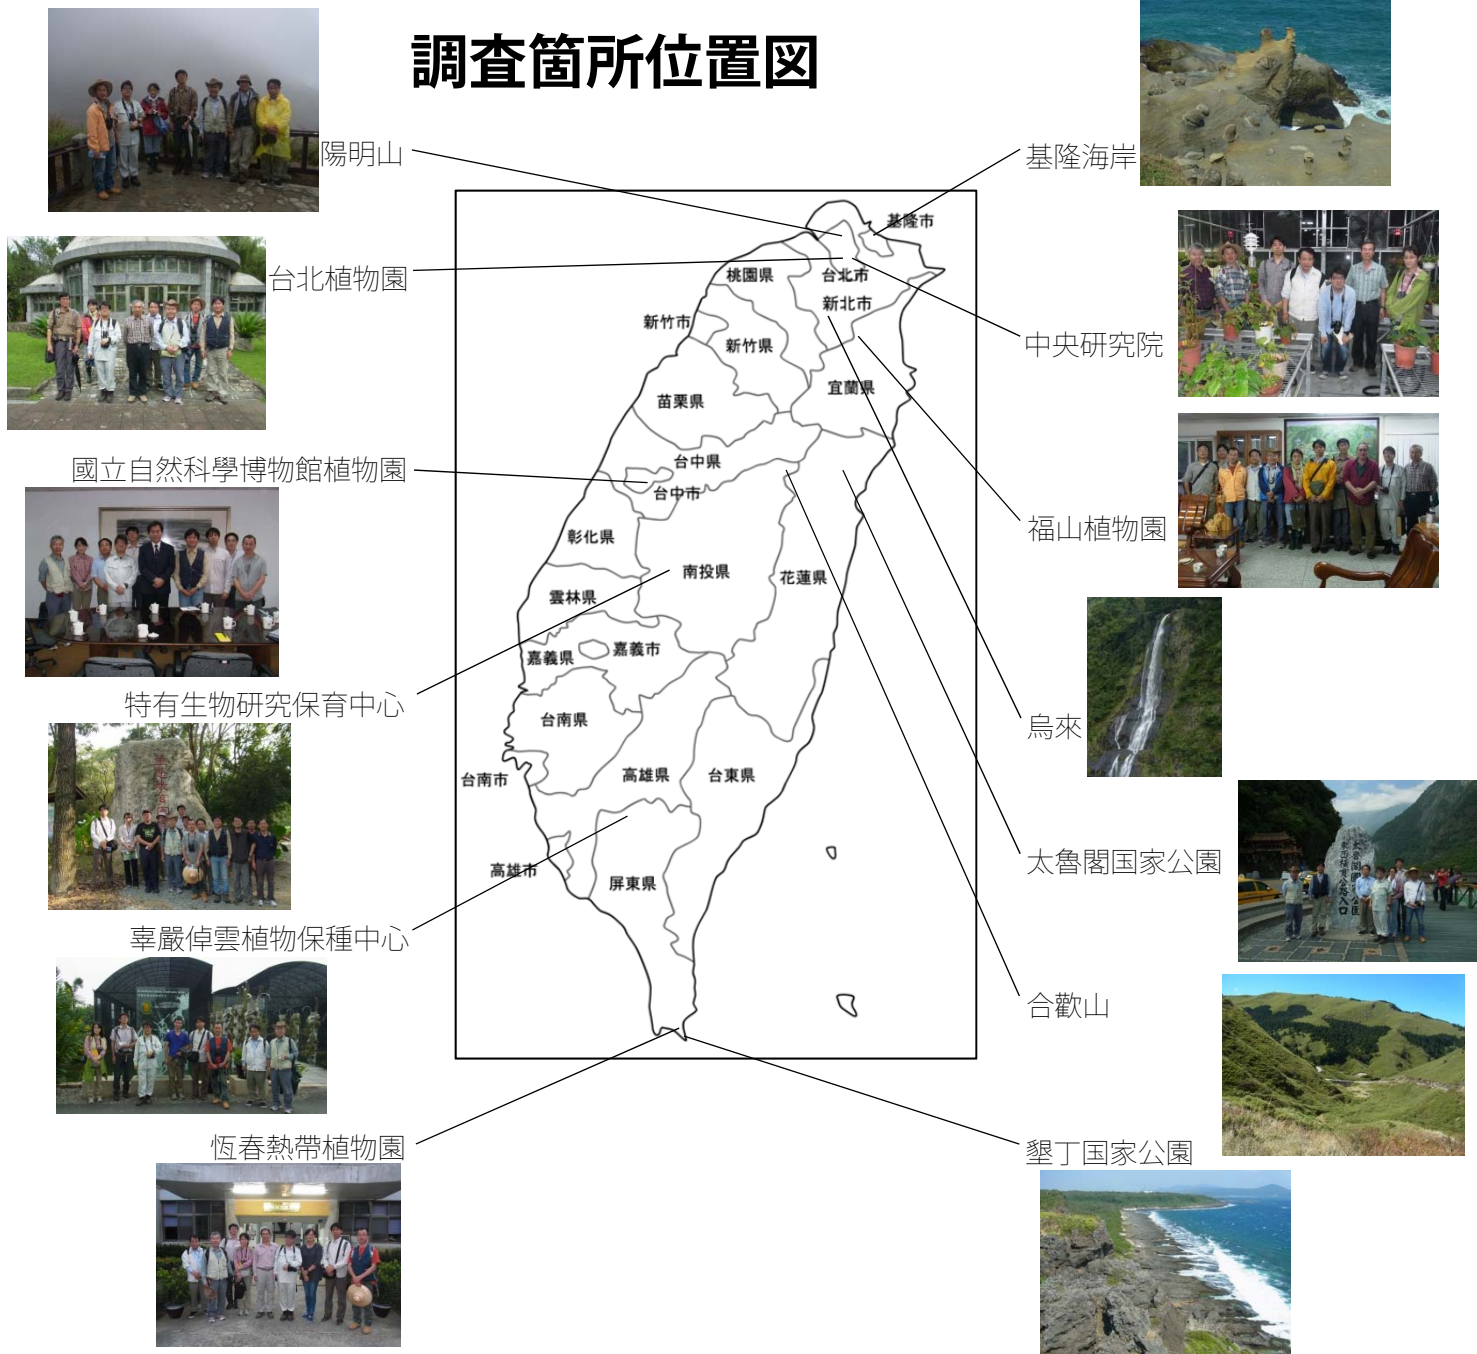 調査箇所位置図
陽明山
基隆海岸
台北植物園
中央研究院
國立自然科學博物館植物園
福山植物園
特有生物研究保育中心
烏來
辜嚴倬雲植物保種中心
太魯閣国家公園
合歡山
恆春熱帶植物園
墾丁国家公園
基隆市
台北市
桃園県
新北市
新竹市
新竹県
宜蘭県
苗栗県
台中県
台中市
彰化県
南投県
花蓮県
雲林県
嘉義県
嘉義市
台南県
台南市
高雄県
台東県
高雄市
屏東県